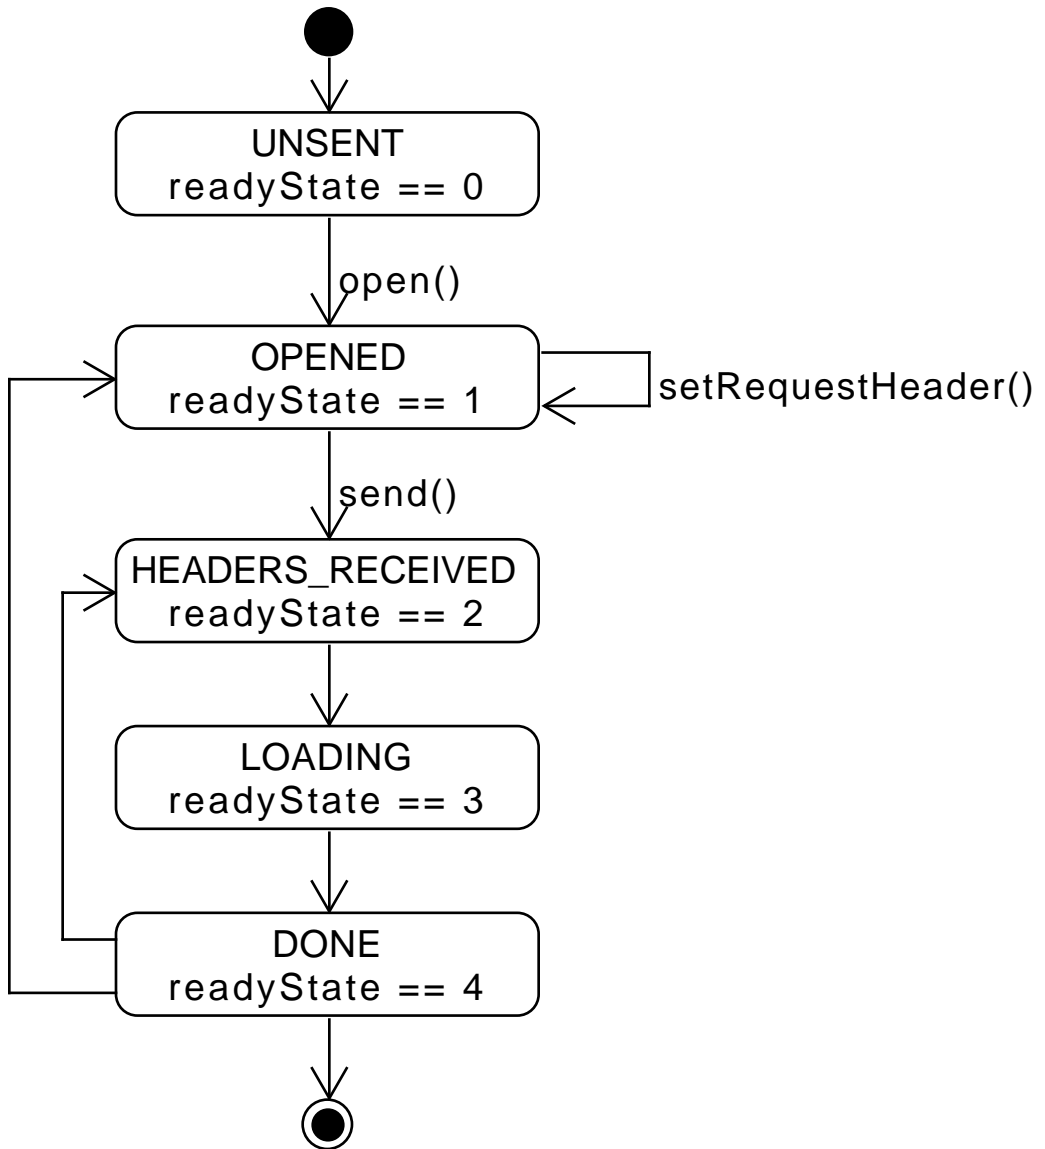 UNSENT
readyState == 0
open()
OPENED
readyState == 1
setRequestHeader()
send()
HEADERS_RECEIVED
readyState == 2
LOADING
readyState == 3
DONE
readyState == 4